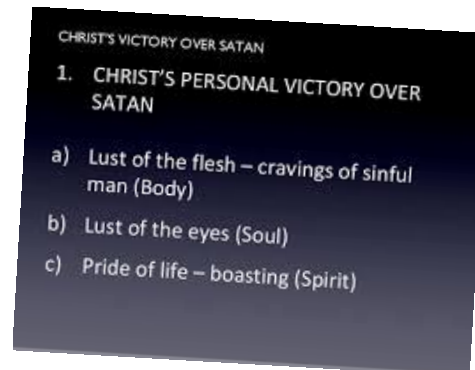 CHRIST'S VICTORY OVER SATAN
1. CHRIST'S PERSONAL VICTORY OVER
SATAN
a) Lust of the flesh – cravings of sinful
man (Body)
b) Lust of the eyes (Soul)
c) Pride of life – boasting (Spirit)